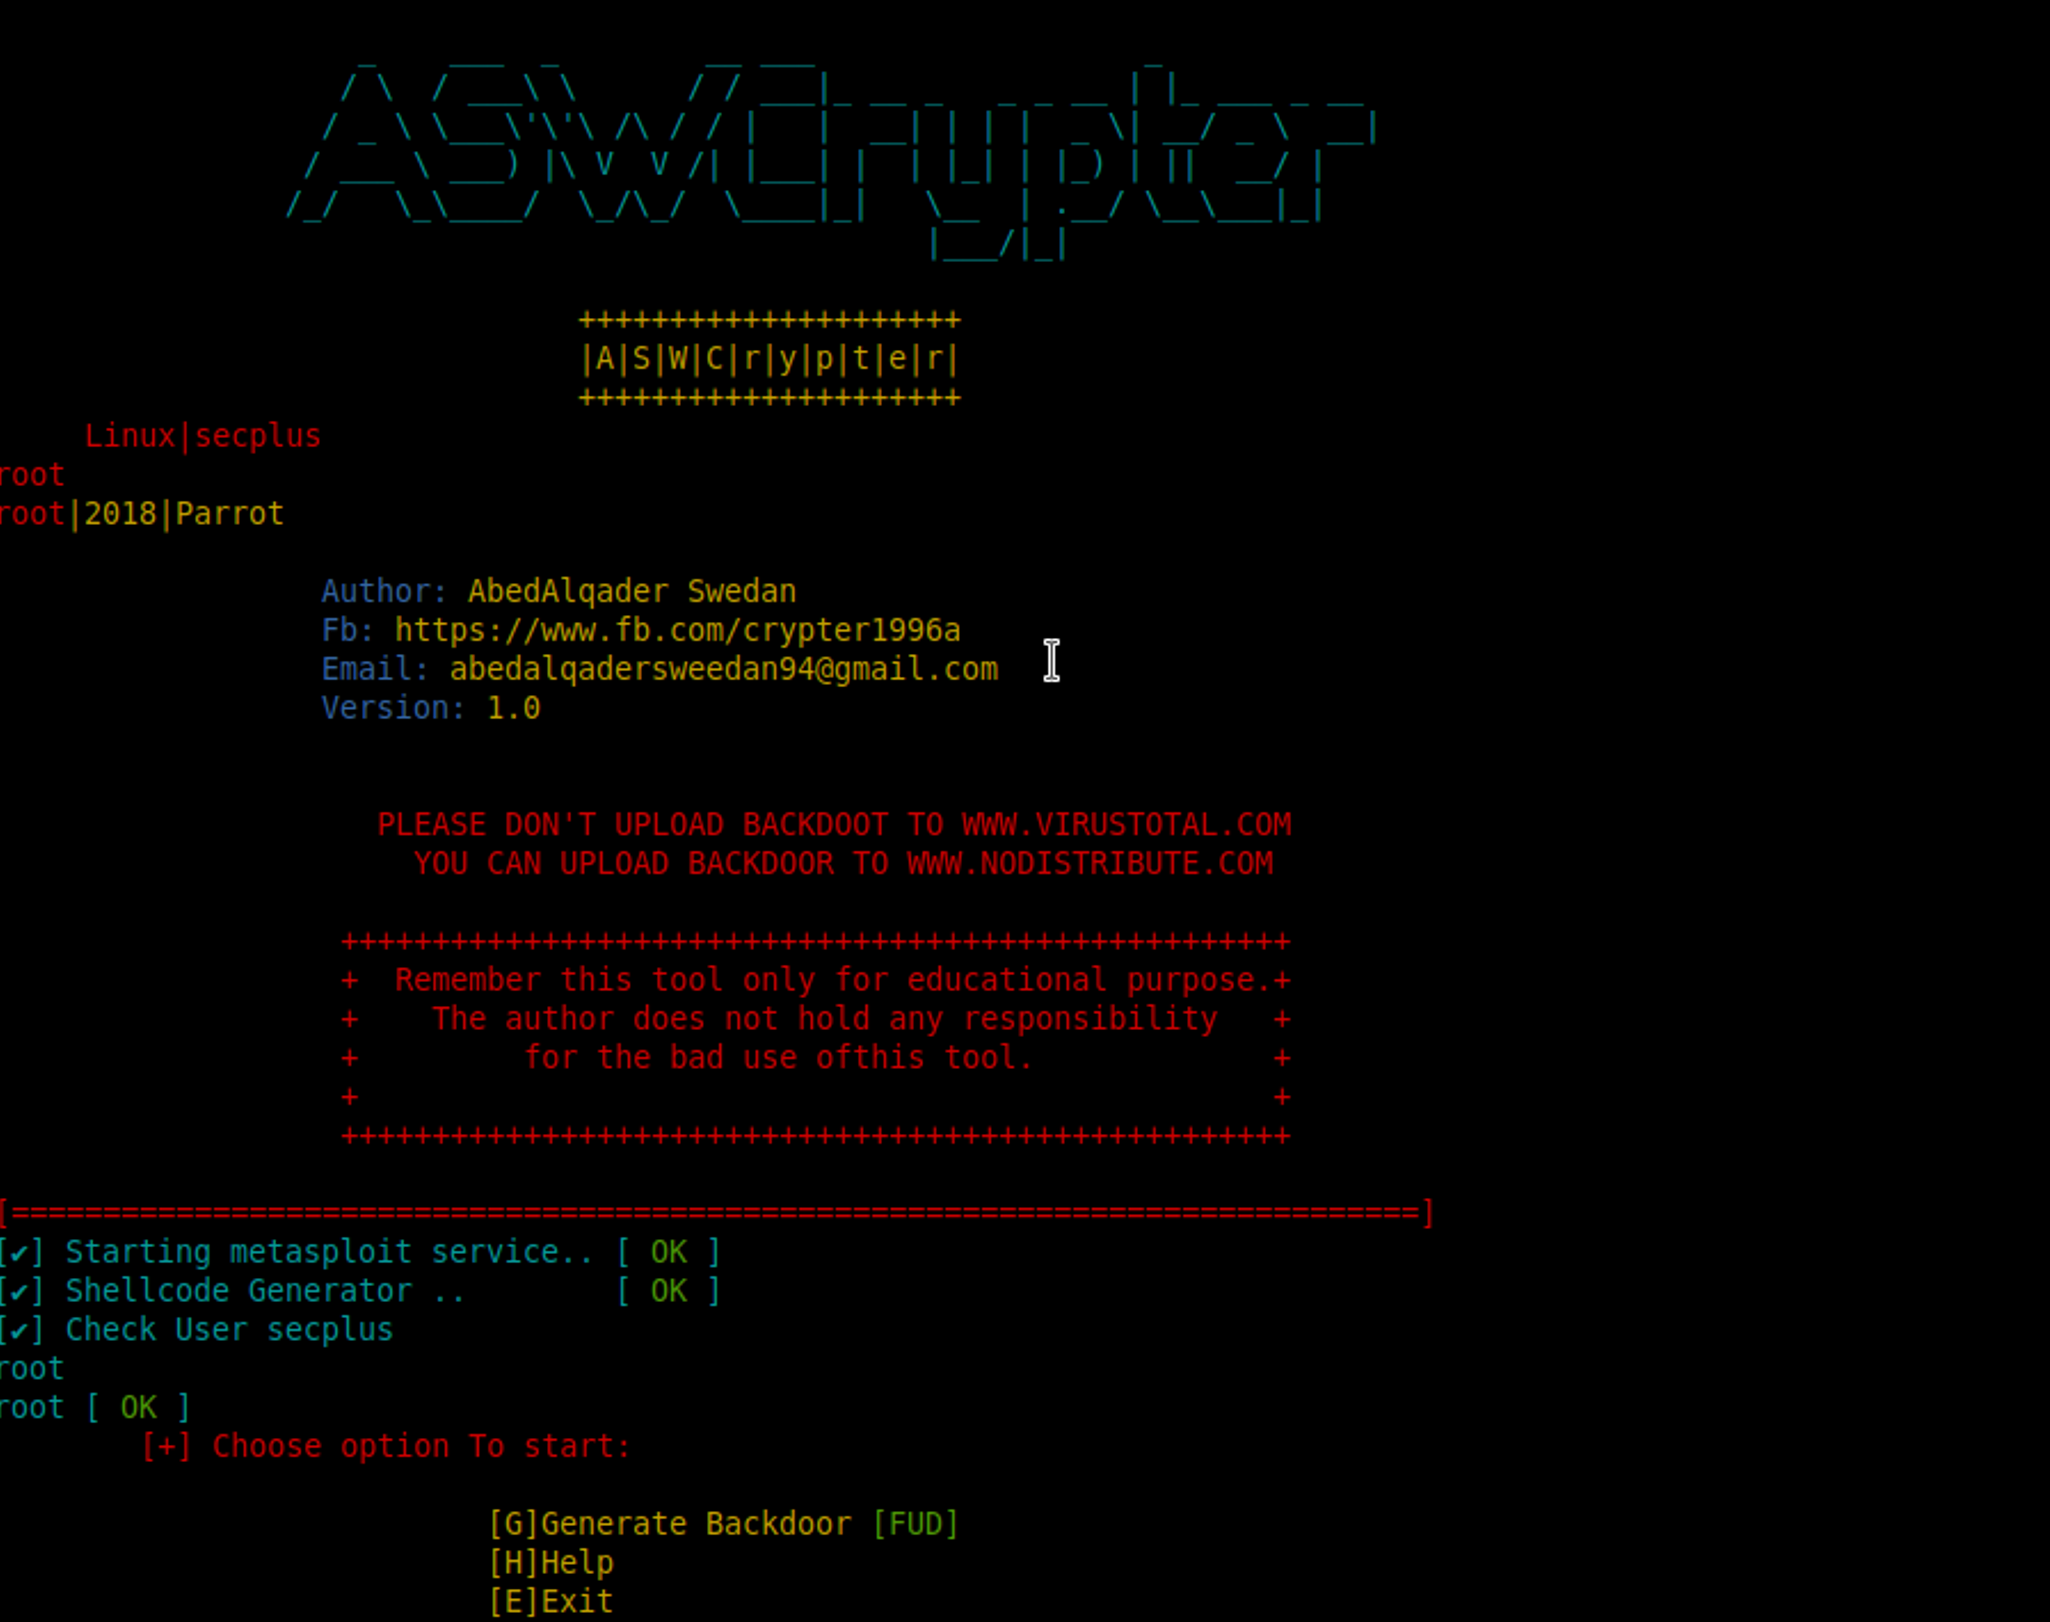 ASWCrypter
+++++++++++++++++++++
|A|S|W|C|r|y|p|t|e|r|
+++++++++++++++++++++
Linux|secplus
root
root|2018|Parrot
Author: AbedAlqader Swedan
Fb: https://www.fb.com/crypter1996a
Email: abedalqadersweedan94@gmail.com
Version: 1.0
PLEASE DON'T UPLOAD BACKDOOT TO WWW.VIRUSTOTAL.COM
YOU CAN UPLOAD BACKDOOR TO WWW.NODISTRIBUTE.COM
++++++++++++++++++++++++++++++++++++++++++++++++++++
+  Remember this tool only for educational purpose.+
+    The author does not hold any responsibility   +
+         for the bad use ofthis tool.             +
+                                                  +
++++++++++++++++++++++++++++++++++++++++++++++++++++
[=============================================================================]
[✔] Starting metasploit service.. [ OK ]
[✔] Shellcode Generator ..        [ OK ]
[✔] Check User secplus
root
root [ OK ]
[+] Choose option To start:
[G]Generate Backdoor [FUD]
[H]Help
[E]Exit